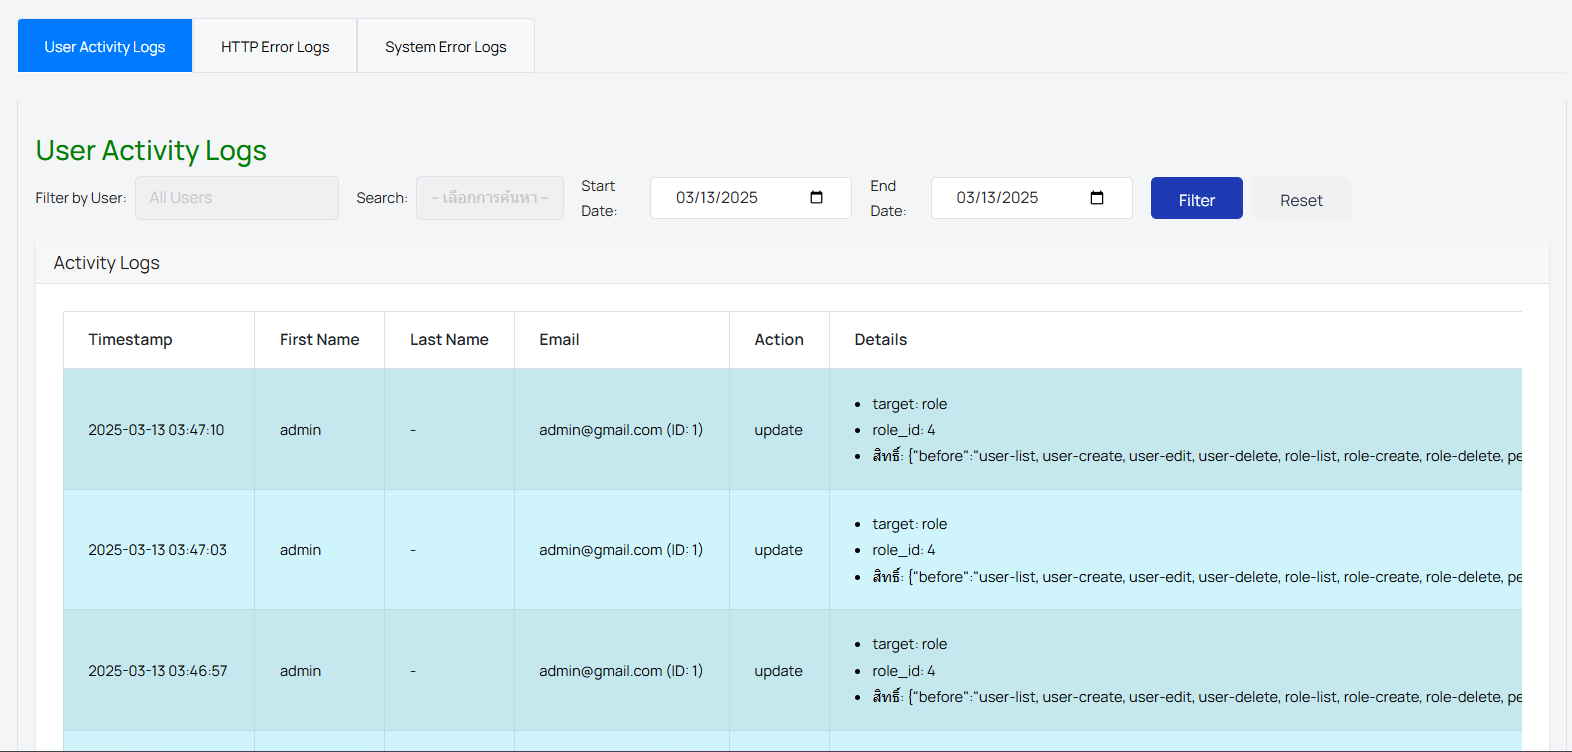 User Activity Logs HTTP Error Logs System Error Logs
User Activity Logs
Filter by User: All Users Search: – เลือกการค้นหา – Start Date: 03/13/2025 End Date: 03/13/2025 Filter Reset
Activity Logs
Timestamp First Name Last Name Email Action Details
2025-03-13 03:47:10 admin - admin@gmail.com (ID: 1) update
• target: role
• role_id: 4
• สิทธิ์: {"before":"user-list, user-create, user-edit, user-delete, role-list, role-create, role-delete, pe
2025-03-13 03:47:03 admin - admin@gmail.com (ID: 1) update
• target: role
• role_id: 4
• สิทธิ์: {"before":"user-list, user-create, user-edit, user-delete, role-list, role-create, role-delete, pe
2025-03-13 03:46:57 admin - admin@gmail.com (ID: 1) update
• target: role
• role_id: 4
• สิทธิ์: {"before":"user-list, user-create, user-edit, user-delete, role-list, role-create, role-delete, pe